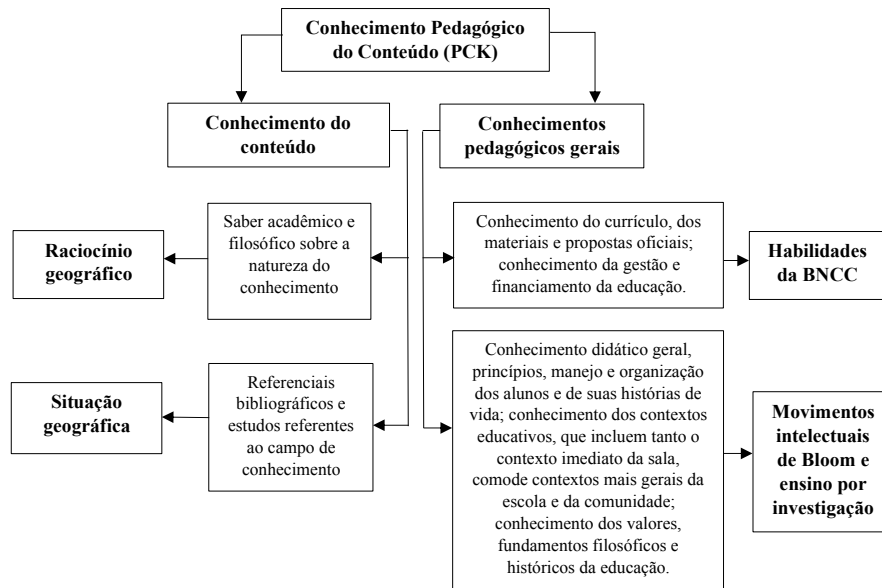 Conhecimento Pedagógico
do Conteúdo (PCK)
Conhecimento do
conteúdo
Conhecimentos
pedagógicos gerais
Raciocínio
geográfico
Saber acadêmico e
filosófico sobre a
natureza do
conhecimento
Conhecimento do currículo, dos
materiais e propostas oficiais;
conhecimento da gestão e
financiamento da educação.
Habilidades
da BNCC
Situação
geográfica
Referenciais
bibliográficos e
estudos referentes
ao campo de
conhecimento
Conhecimento didático geral,
princípios, manejo e organização
dos alunos e de suas histórias de
vida; conhecimento dos contextos
educativos, que incluem tanto o
contexto imediato da sala,
comode contextos mais gerais da
escola e da comunidade;
conhecimento dos valores,
fundamentos filosóficos e
históricos da educação.
Movimentos
intelectuais
de Bloom e
ensino por
investigação